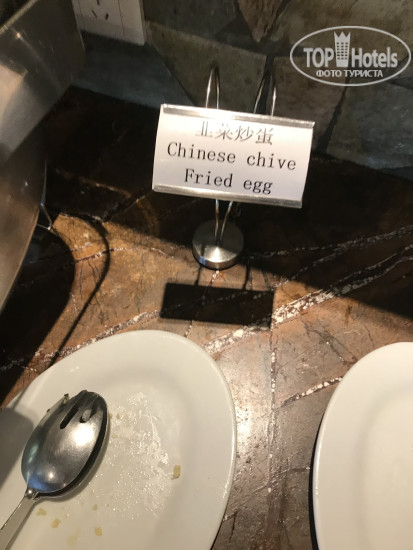 TOP Hotels
ФОТО ТУРИСТА
韭菜炒蛋
Chinese chive
Fried egg